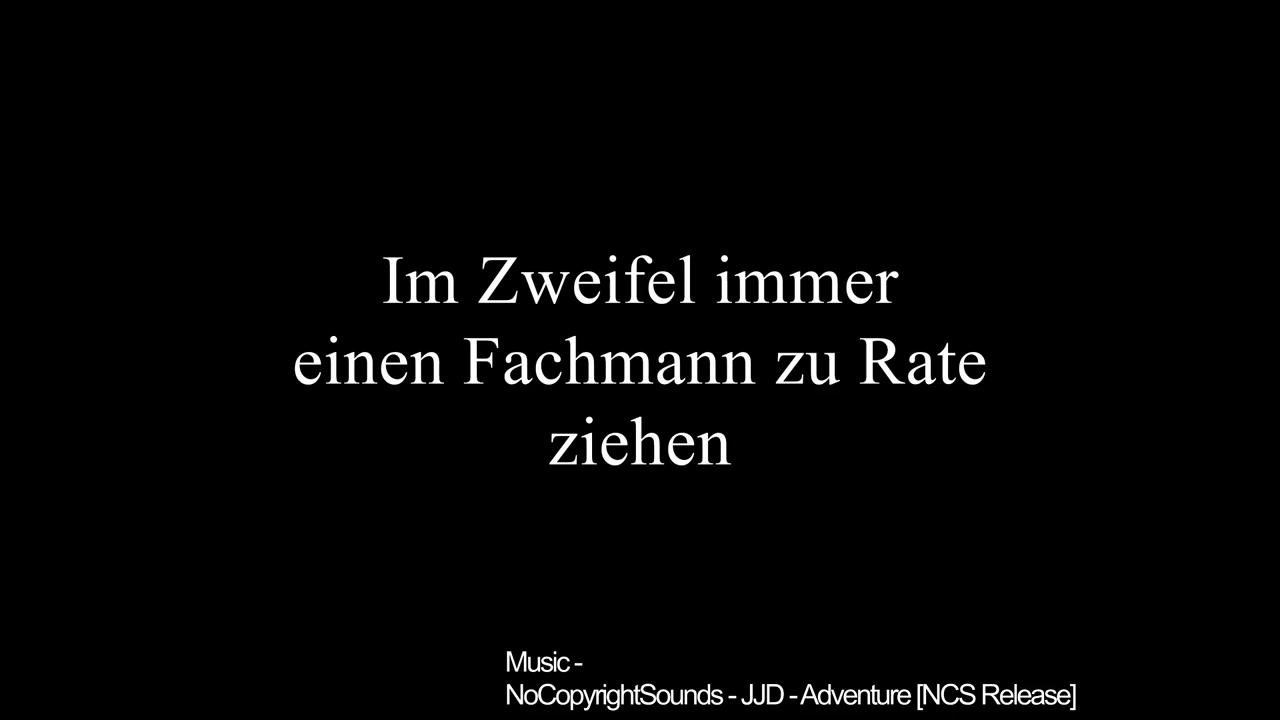 Im Zweifel immer
einen Fachmann zu Rate
ziehen
Music -
NoCopyrightSounds - JJD - Adventure [NCS Release]